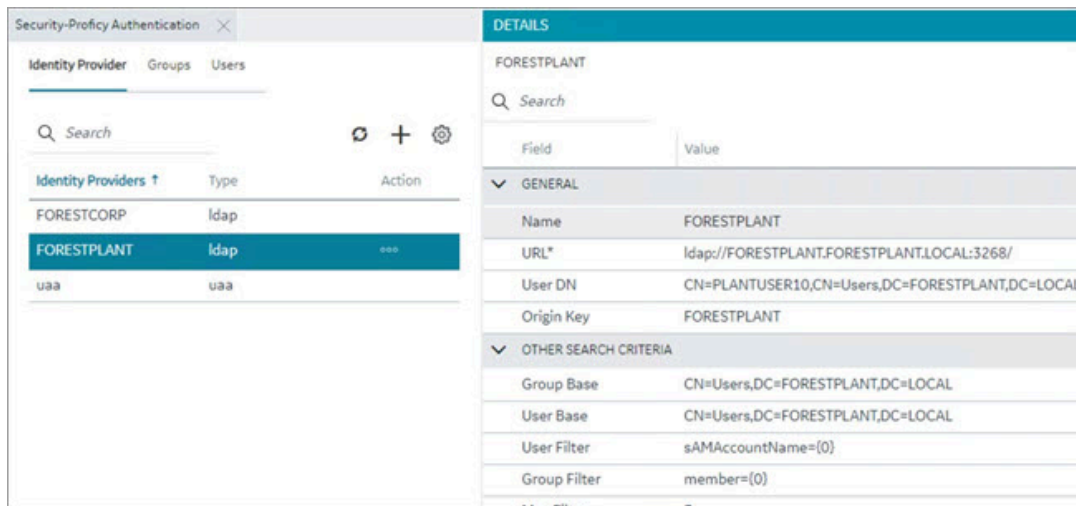 Security-Proficy Authentication
Identity Provider Groups Users
Search
Identity Providers ↑ Type Action
FORESTCORP ldap
FORESTPLANT ldap
uaa uaa
DETAILS
FORESTPLANT
Search
Field Value
GENERAL
Name FORESTPLANT
URL* ldap://FORESTPLANT.FORESTPLANT.LOCAL:3268/
User DN CN=PLANTUSER10,CN=Users,DC=FORESTPLANT,DC=LOCAL
Origin Key FORESTPLANT
OTHER SEARCH CRITERIA
Group Base CN=Users,DC=FORESTPLANT,DC=LOCAL
User Base CN=Users,DC=FORESTPLANT,DC=LOCAL
User Filter sAMAccountName={0}
Group Filter member={0}